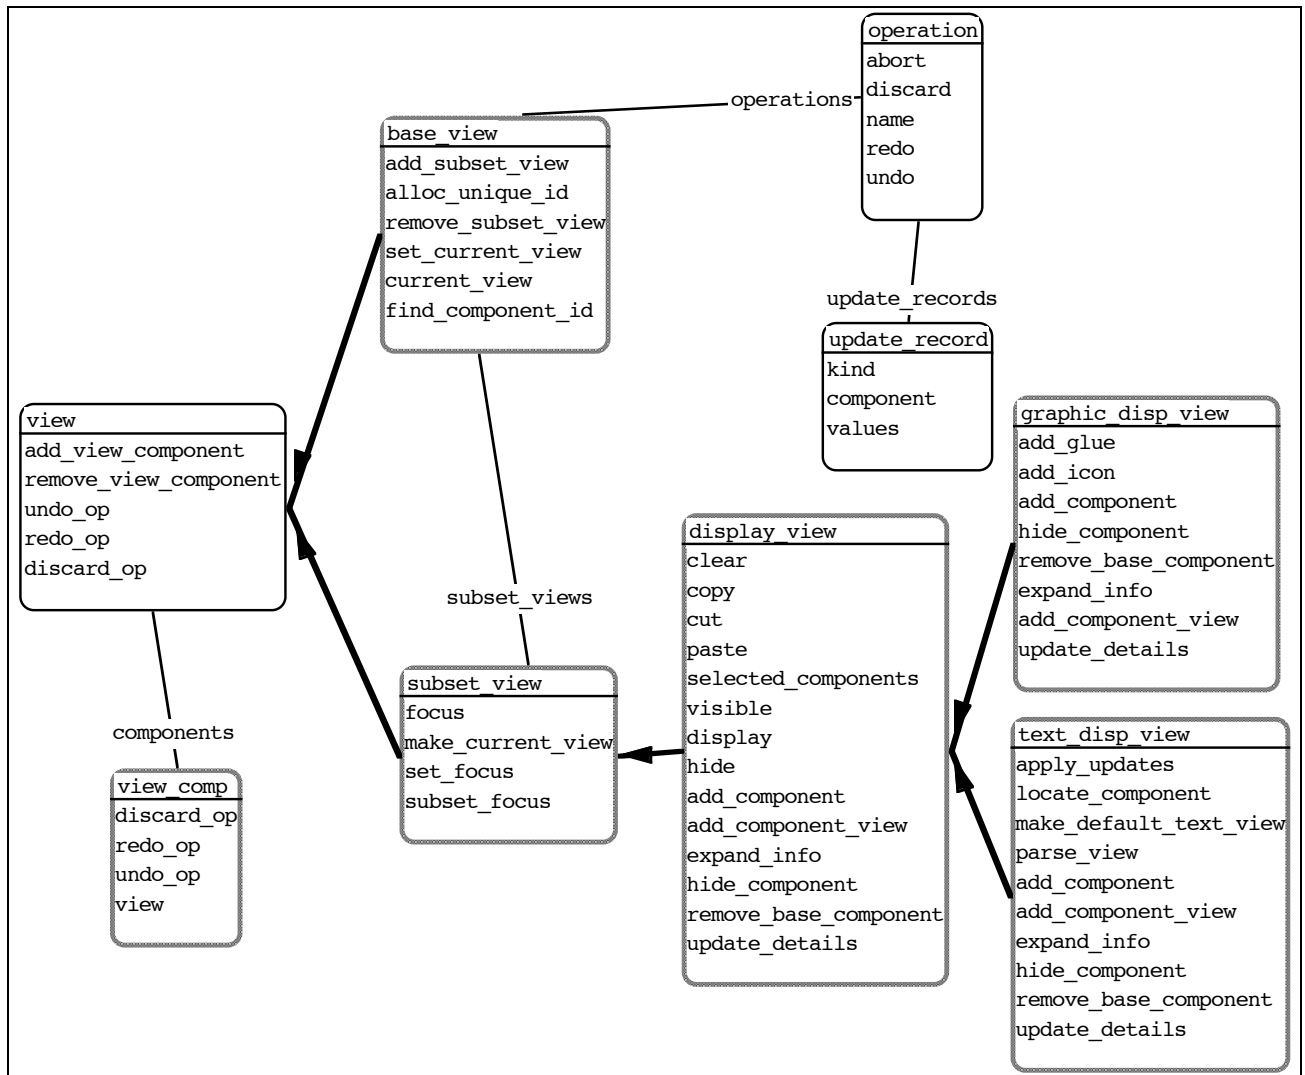 operation
abort
discard
name
redo
undo
operations
base_view
add_subset_view
alloc_unique_id
remove_subset_view
set_current_view
current_view
find_component_id
update_records
update_record
kind
component
values
view
add_view_component
remove_view_component
undo_op
redo_op
discard_op
graphic_disp_view
add_glue
add_icon
add_component
hide_component
remove_base_component
expand_info
add_component_view
update_details
display_view
clear
copy
cut
paste
selected_components
visible
display
hide
add_component
add_component_view
expand_info
hide_component
remove_base_component
update_details
subset_views
subset_view
focus
make_current_view
set_focus
subset_focus
components
view_comp
discard_op
redo_op
undo_op
view
text_disp_view
apply_updates
locate_component
make_default_text_view
parse_view
add_component
add_component_view
expand_info
hide_component
remove_base_component
update_details